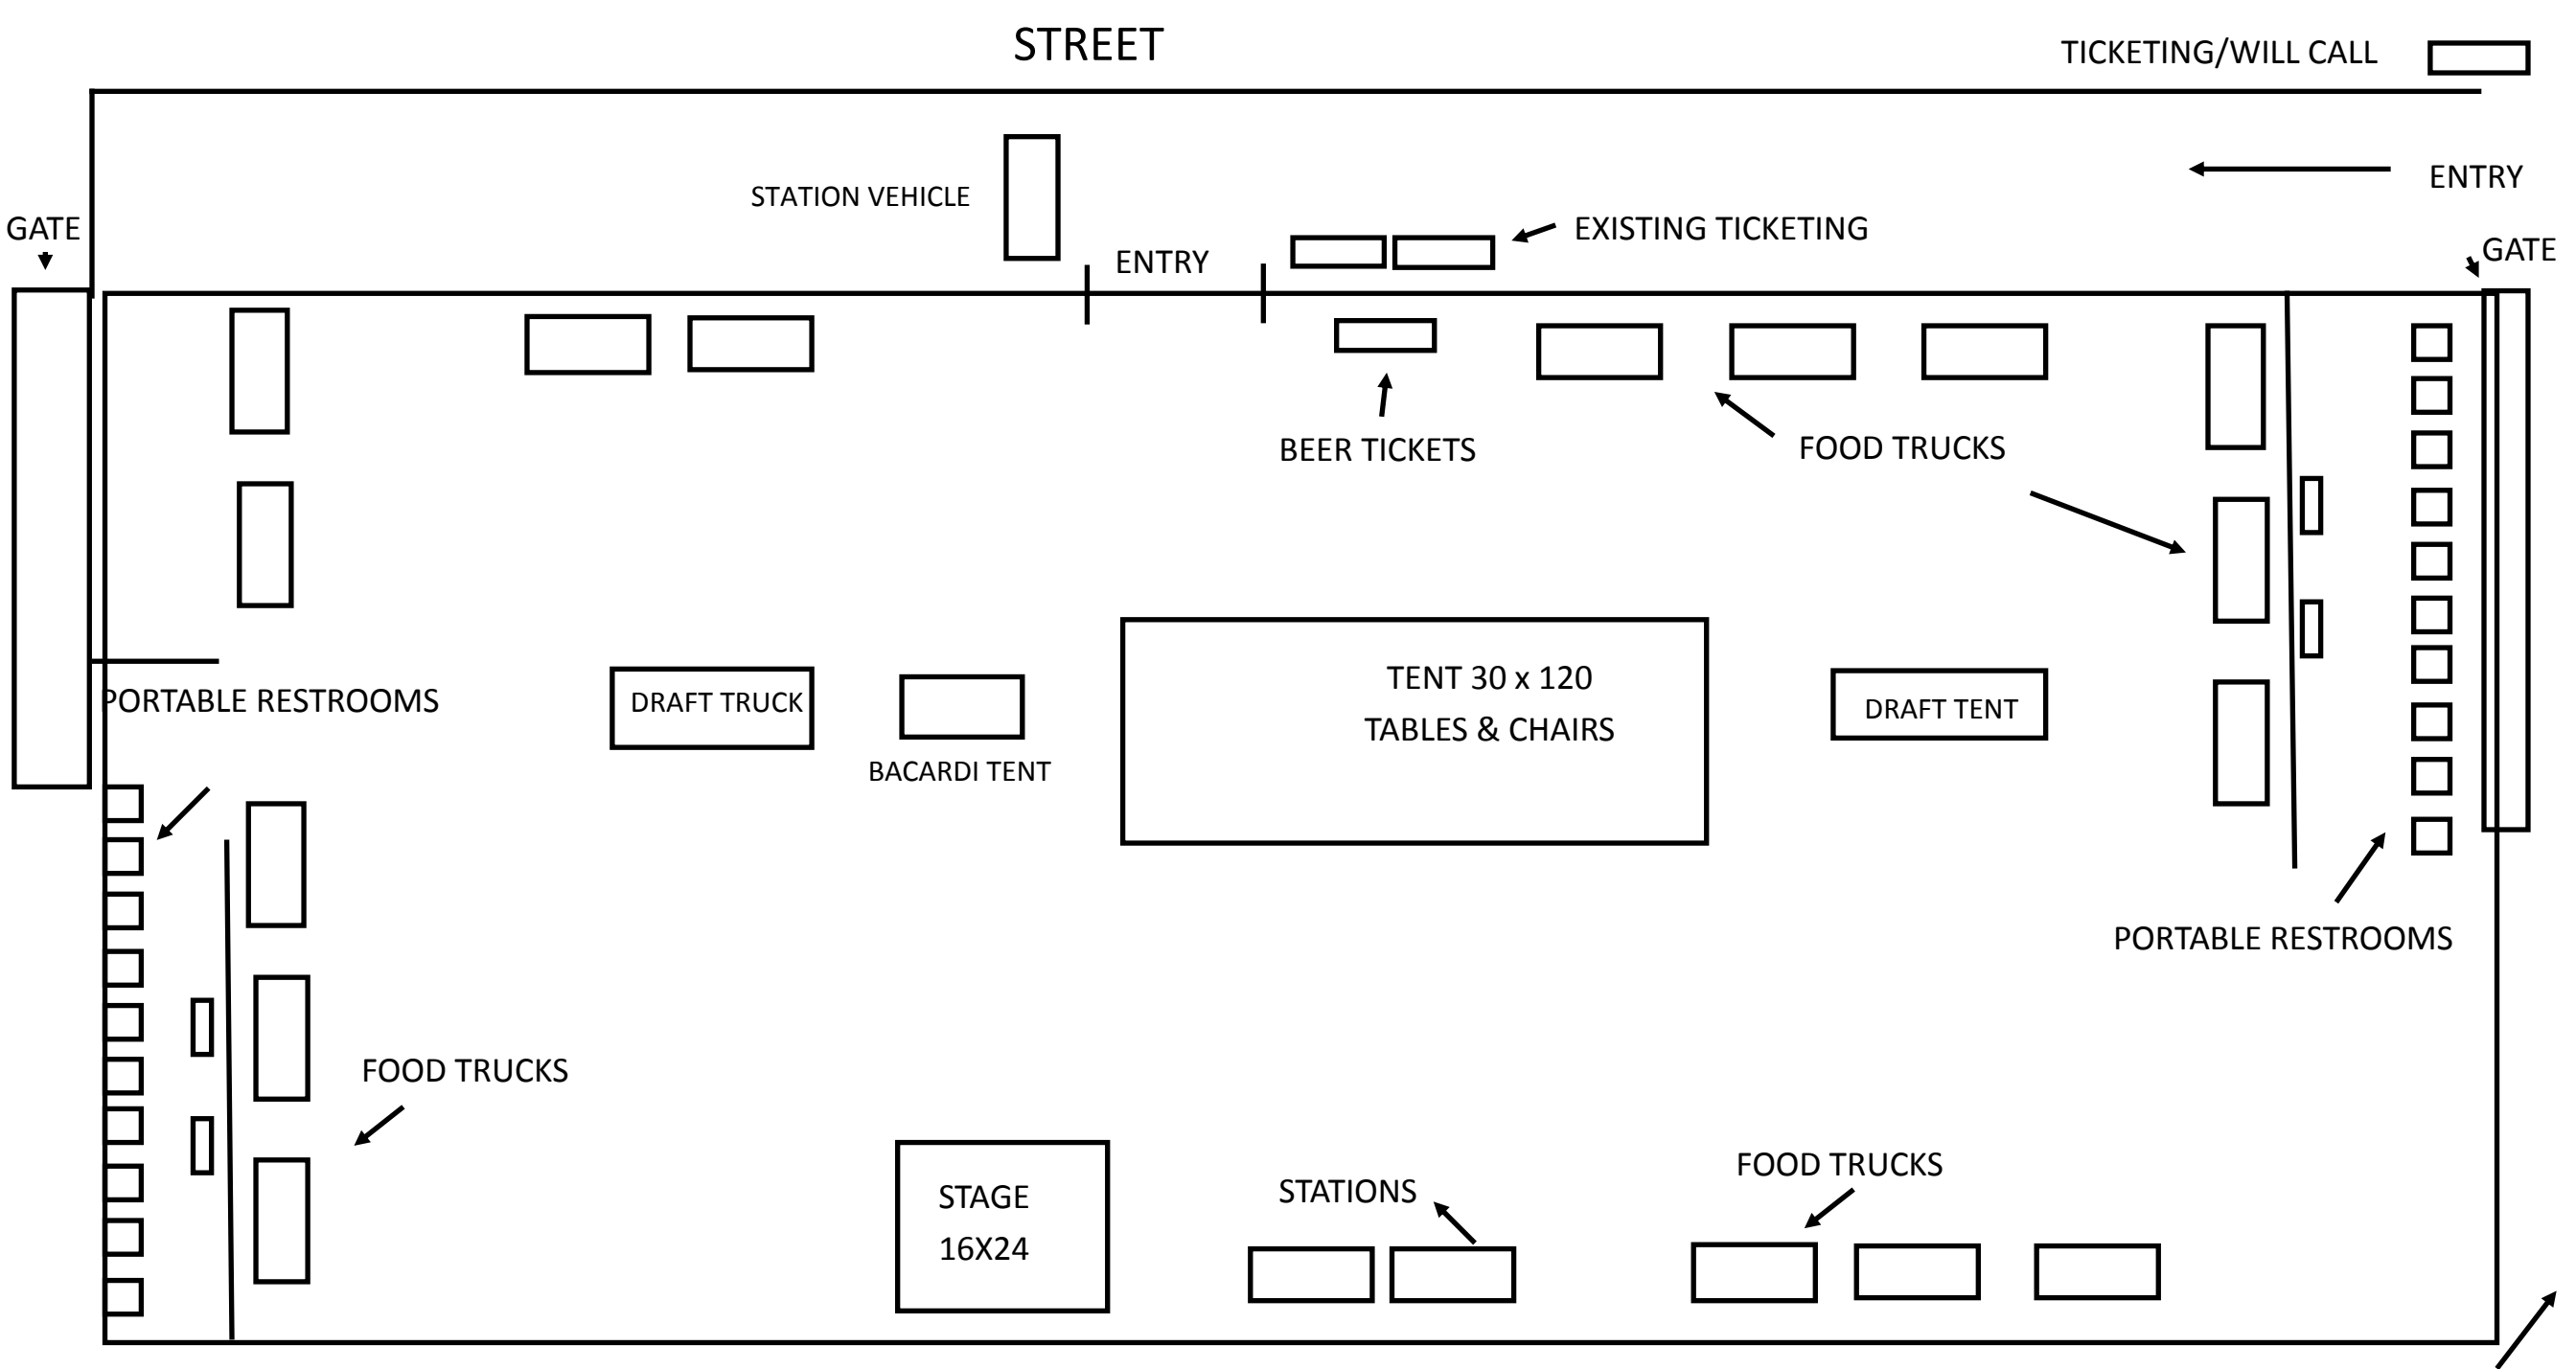 STREET
TICKETING/WILL CALL
STATION VEHICLE
ENTRY
GATE
EXISTING TICKETING
GATE
ENTRY
BEER TICKETS
FOOD TRUCKS
PORTABLE RESTROOMS
DRAFT TRUCK
TENT 30 x 120
TABLES & CHAIRS
DRAFT TENT
BACARDI TENT
PORTABLE RESTROOMS
FOOD TRUCKS
FOOD TRUCKS
STAGE
16X24
STATIONS